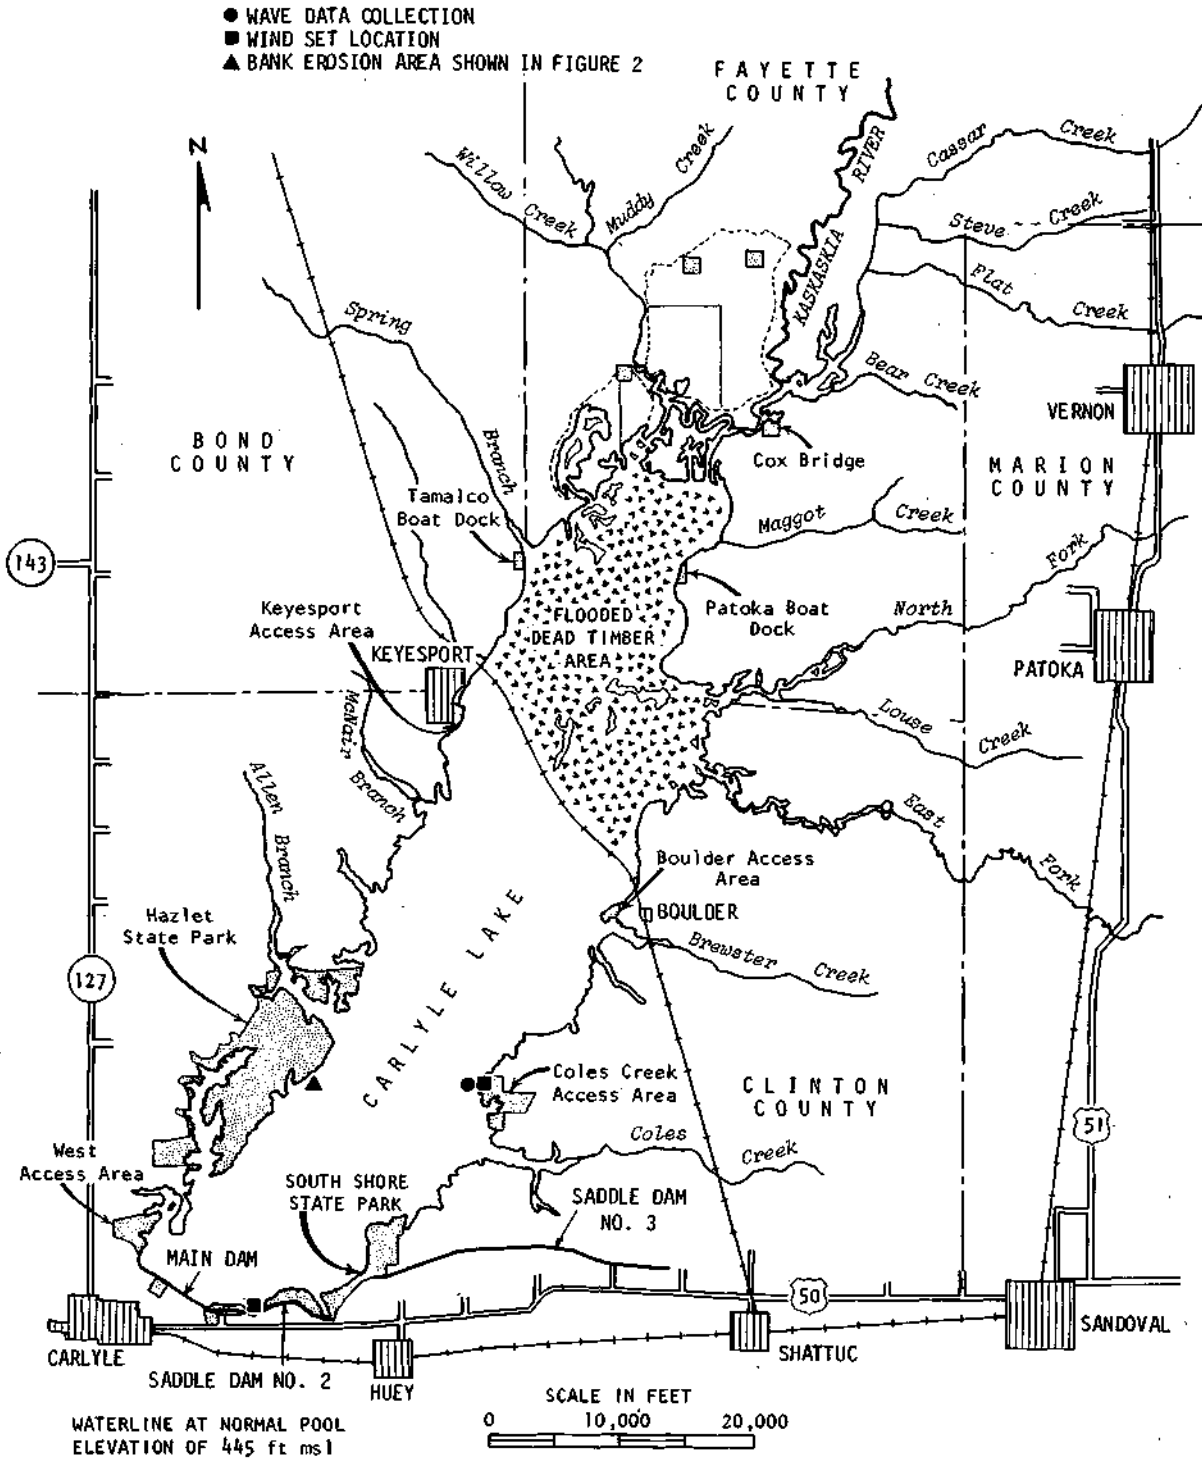 ● WAVE DATA COLLECTION
■ WIND SET LOCATION
▲ BANK EROSION AREA SHOWN IN FIGURE 2
FAYETTE
COUNTY
N
Willow Creek
Muddy Creek
KASKASKIA RIVER
Cassar Creek
Steve Creek
Flat Creek
Spring Branch
Bear Creek
VERNON
BOND
COUNTY
Cox Bridge
MARION
COUNTY
Tamalco
Boat Dock
Maggot Creek
143
Keyesport
Access Area
KEYESPORT
FLOODED
DEAD TIMBER
AREA
Patoka Boat
Dock
North Fork
PATOKA
McNair Branch
Louse Creek
Allen Branch
East Fork
Boulder Access
Area
BOULDER
Hazlet
State Park
Brewster Creek
127
CARLYLE LAKE
Coles Creek
Access Area
CLINTON
COUNTY
51
West
Access Area
Coles Creek
SOUTH SHORE
STATE PARK
SADDLE DAM
NO. 3
MAIN DAM
50
CARLYLE
SADDLE DAM NO. 2
HUEY
SHATTUC
SANDOVAL
WATERLINE AT NORMAL POOL
ELEVATION OF 445 ft msl
SCALE IN FEET
0 10,000 20,000